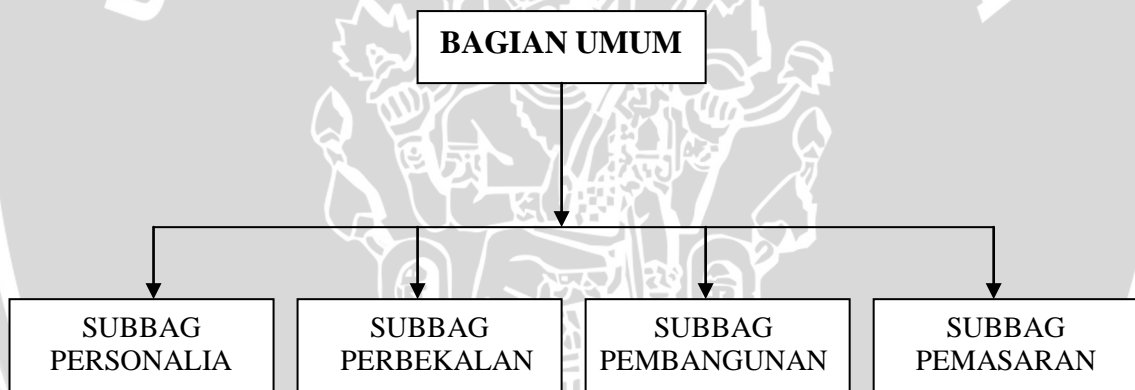 BAGIAN UMUM
SUBBAG
PERSONALIA
SUBBAG
PERBEKALAN
SUBBAG
PEMBANGUNAN
SUBBAG
PEMASARAN